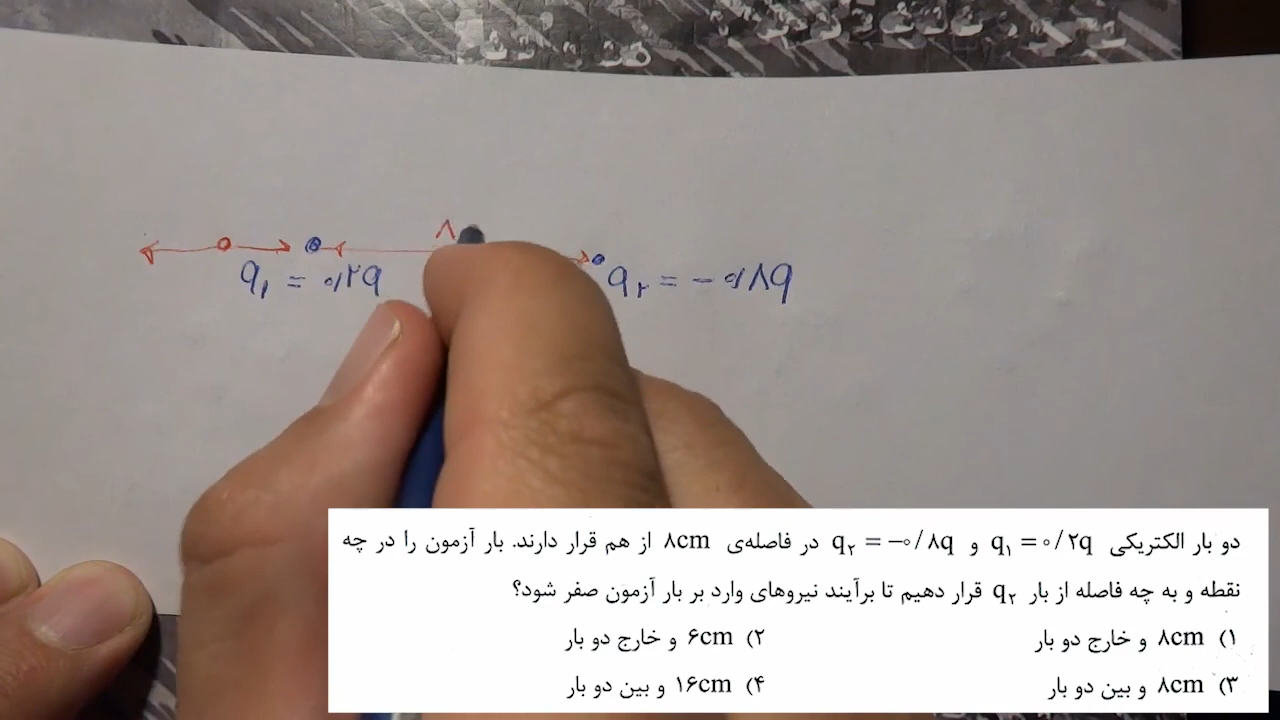 ۸
q₁ = ۰/۲q q₂ = -۰/۸q
دو بار الکتریکی q₁ = ۰/۲q و q₂ = -۰/۸q در فاصله‌ی ۸cm از هم قرار دارند. بار آزمون را در چه
نقطه و به چه فاصله از بار q₂ قرار دهیم تا برآیند نیروهای وارد بر بار آزمون صفر شود؟
۱) ۸cm و خارج دو بار ۲) ۶cm و خارج دو بار
۳) ۸cm و بین دو بار ۴) ۱۶cm و بین دو بار